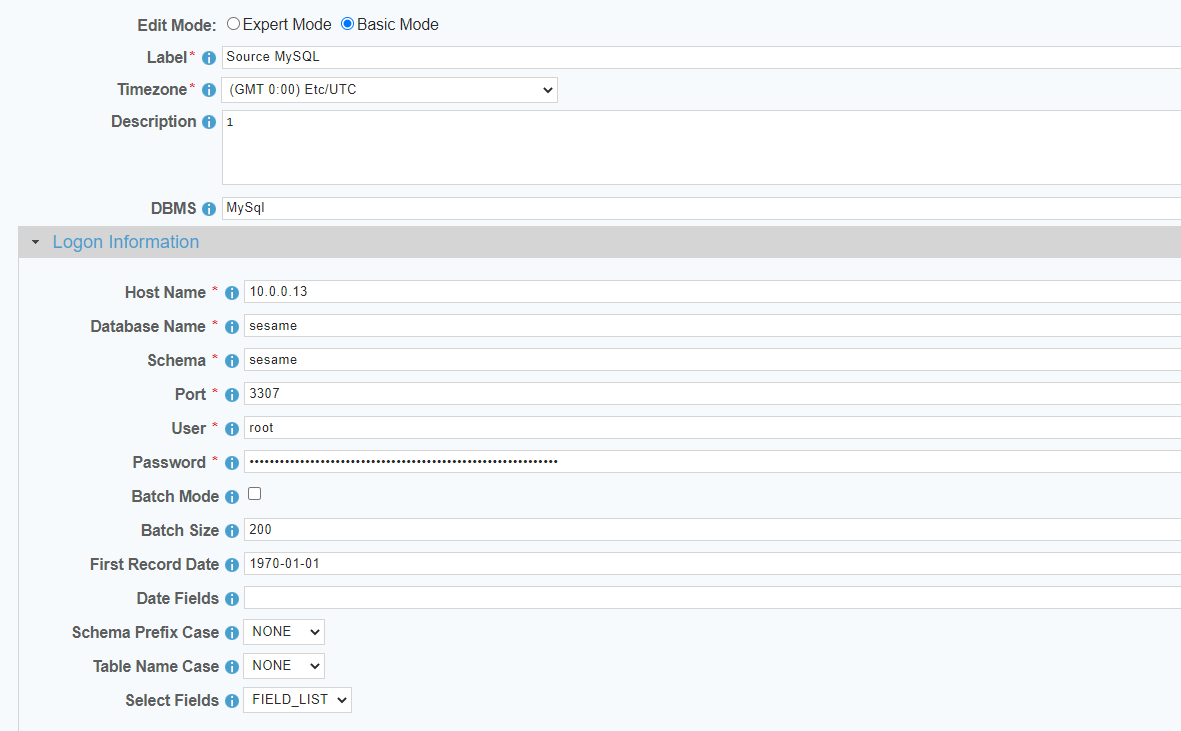 Edit Mode: Expert Mode Basic Mode
Label* Source MySQL
Timezone* (GMT 0:00) Etc/UTC
Description 1
DBMS MySql
Logon Information
Host Name * 10.0.0.13
Database Name * sesame
Schema * sesame
Port * 3307
User * root
Password * ••••••••••••••••••••••••••••••••••••••••••••••••••••••••••••••
Batch Mode
Batch Size 200
First Record Date 1970-01-01
Date Fields
Schema Prefix Case NONE
Table Name Case NONE
Select Fields FIELD_LIST